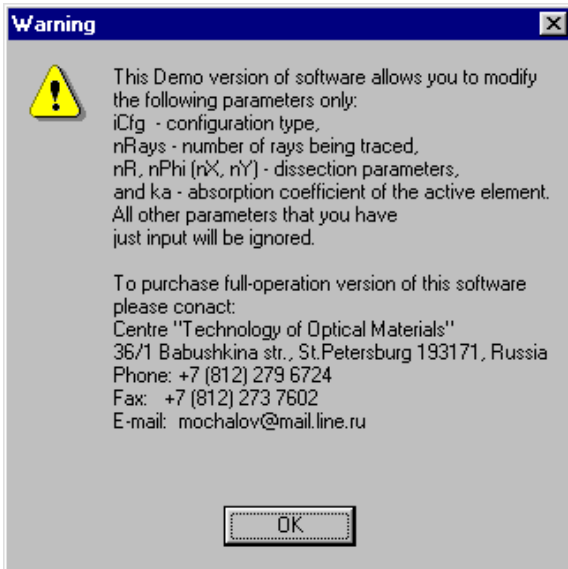 Warning
This Demo version of software allows you to modify
the following parameters only:
iCfg - configuration type,
nRays - number of rays being traced,
nR, nPhi (nX, nY) - dissection parameters,
and ka - absorption coefficient of the active element.
All other parameters that you have
just input will be ignored.
To purchase full-operation version of this software
please conact:
Centre "Technology of Optical Materials"
36/1 Babushkina str., St.Petersburg 193171, Russia
Phone: +7 (812) 279 6724
Fax: +7 (812) 273 7602
E-mail: mochalov@mail.line.ru
OK